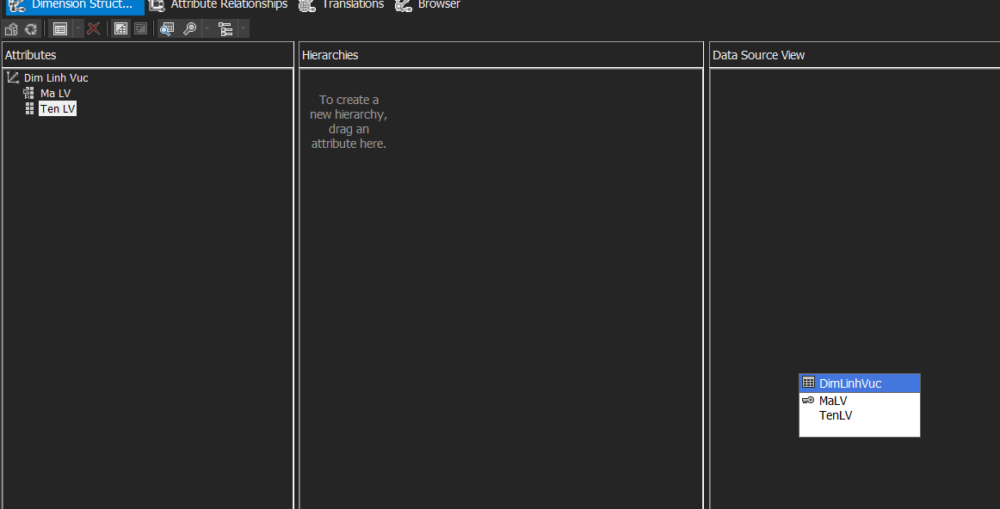 Dimension Struct... Attribute Relationships Translations Browser
Attributes
Dim Linh Vuc
Ma LV
Ten LV
Hierarchies
To create a
new hierarchy,
drag an
attribute here.
Data Source View
DimLinhVuc
MaLV
TenLV